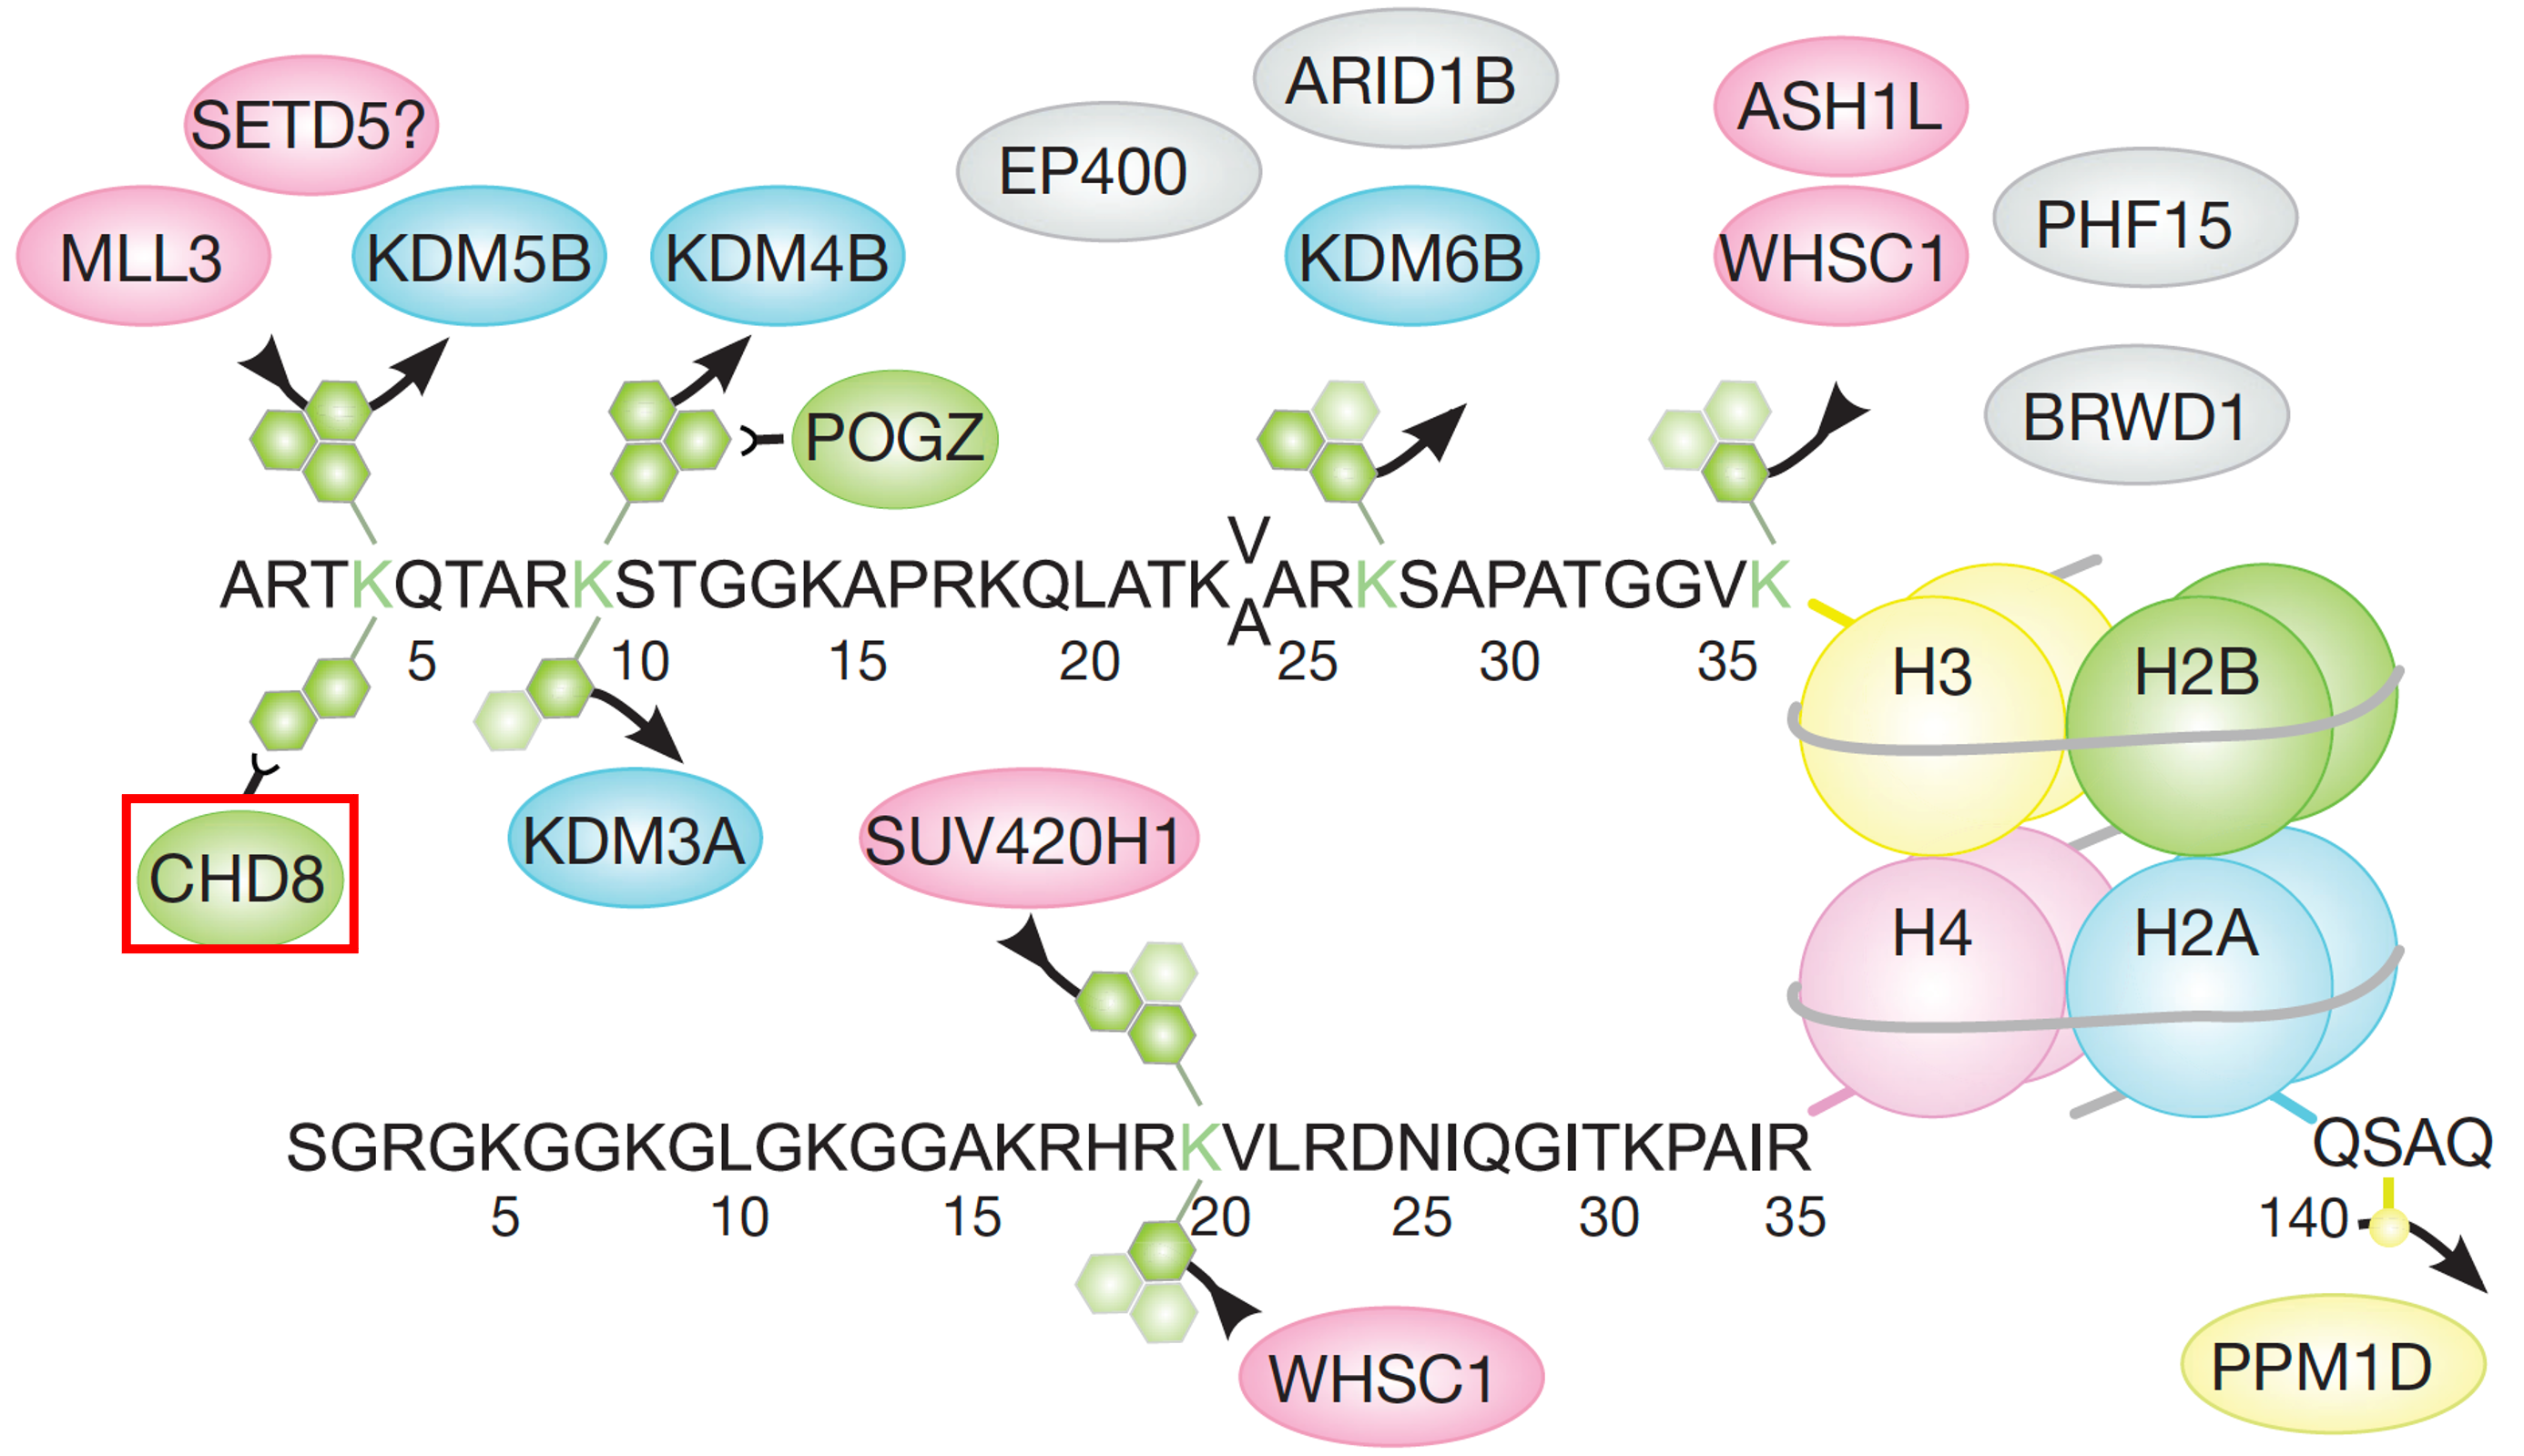 ARID1B
ASH1L
SETD5?
EP400
PHF15
MLL3
KDM5B
KDM4B
KDM6B
WHSC1
BRWD1
POGZ
V
ARTKQTARKSTGGKAPRKQLATK ARKSAPATGGVK
A
5 10 15 20 25 30 35
H3
H2B
KDM3A
SUV420H1
CHD8
H4
H2A
SGRGKGGKGLGKGGAKRHRKVLRDNIQGITKPAIR
QSAQ
5 10 15 20 25 30 35
140
PPM1D
WHSC1